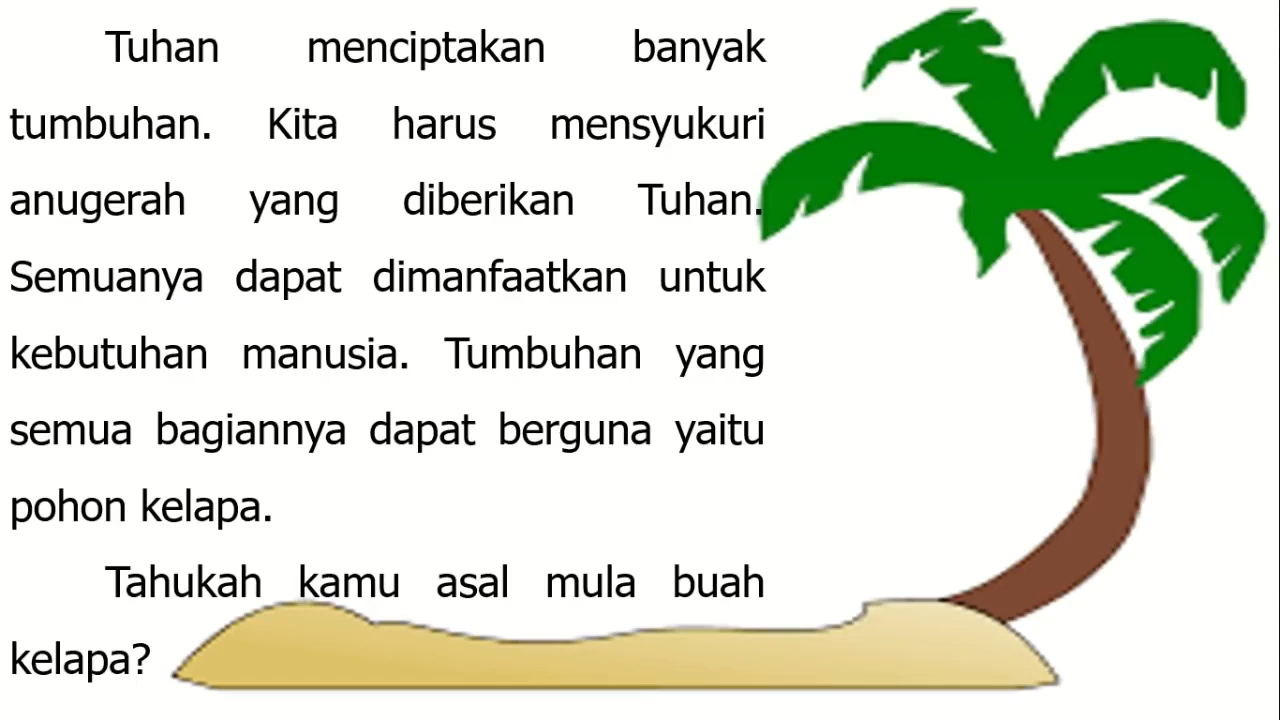 Tuhan menciptakan banyak
tumbuhan. Kita harus mensyukuri
anugerah yang diberikan Tuhan.
Semuanya dapat dimanfaatkan untuk
kebutuhan manusia. Tumbuhan yang
semua bagiannya dapat berguna yaitu
pohon kelapa.
Tahukah kamu asal mula buah
kelapa?